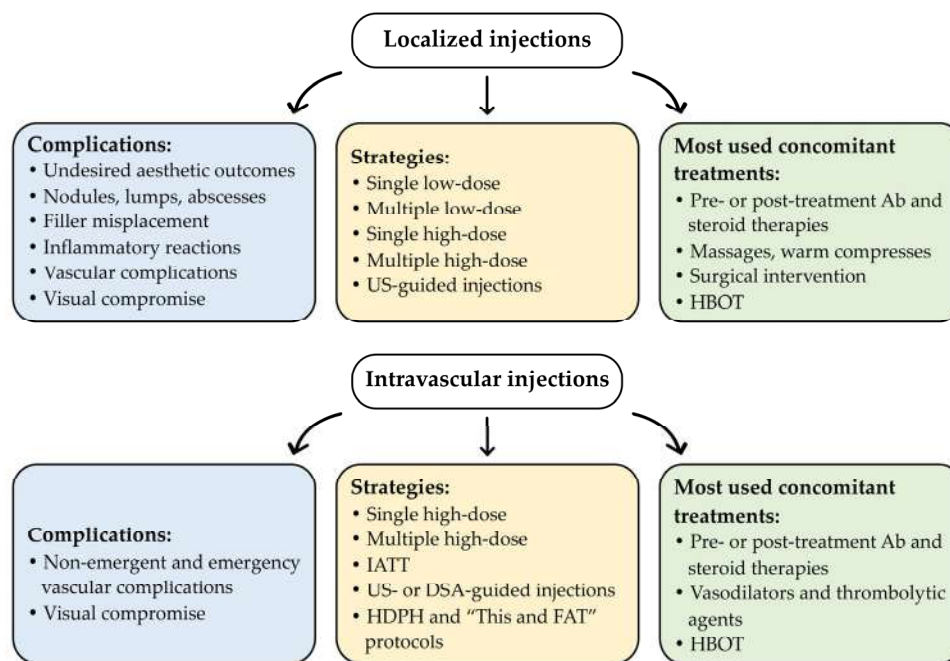 Localized injections
Complications:
• Undesired aesthetic outcomes
• Nodules, lumps, abscesses
• Filler misplacement
• Inflammatory reactions
• Vascular complications
• Visual compromise
Strategies:
• Single low-dose
• Multiple low-dose
• Single high-dose
• Multiple high-dose
• US-guided injections
Most used concomitant
treatments:
• Pre- or post-treatment Ab and
steroid therapies
• Massages, warm compresses
• Surgical intervention
• HBOT
Intravascular injections
Complications:
• Non-emergent and emergency
vascular complications
• Visual compromise
Strategies:
• Single high-dose
• Multiple high-dose
• IATT
• US- or DSA-guided injections
• HDPH and “This and FAT”
protocols
Most used concomitant
treatments:
• Pre- or post-treatment Ab and
steroid therapies
• Vasodilators and thrombolytic
agents
• HBOT